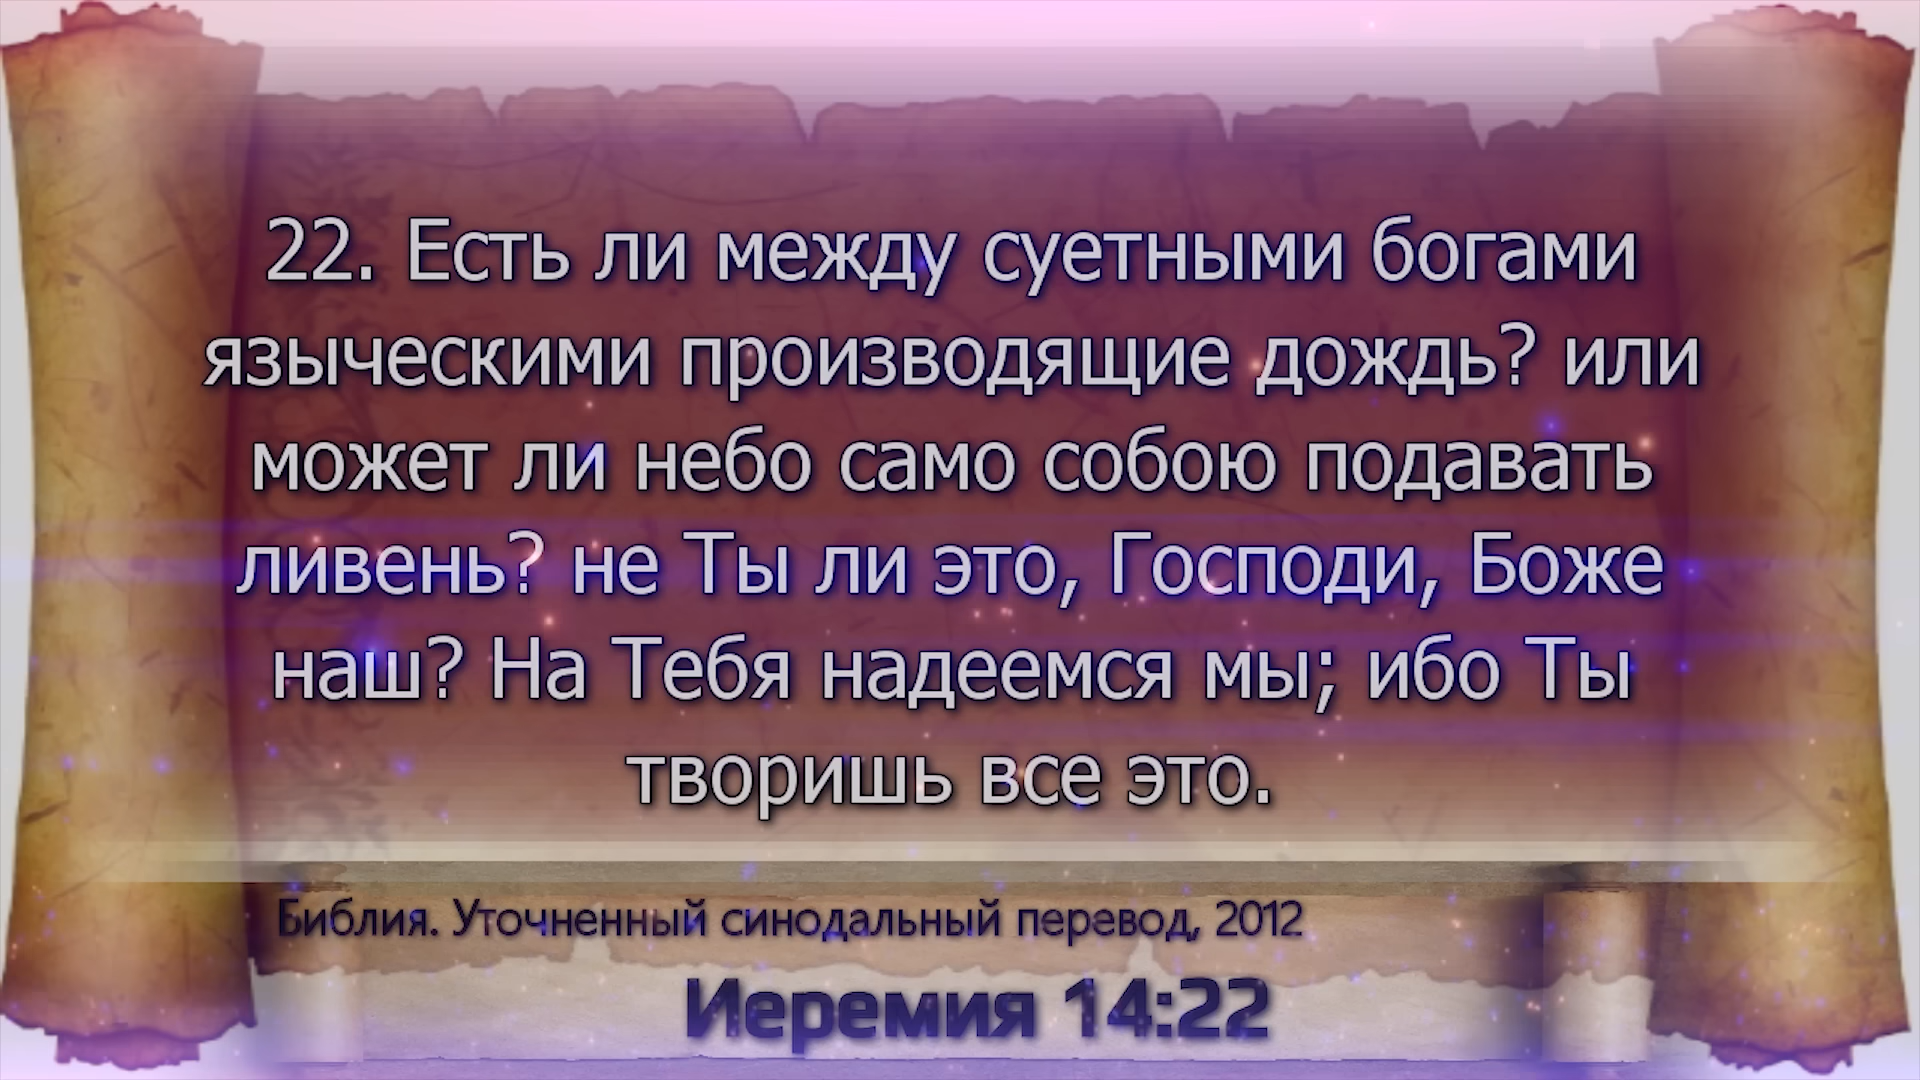 22. Есть ли между суетными богами
языческими производящие дождь? или
может ли небо само собою подавать
ливень? не Ты ли это, Господи, Боже
наш? На Тебя надеемся мы; ибо Ты
творишь все это.
Библия. Уточненный синодальный перевод, 2012
Иеремия 14:22